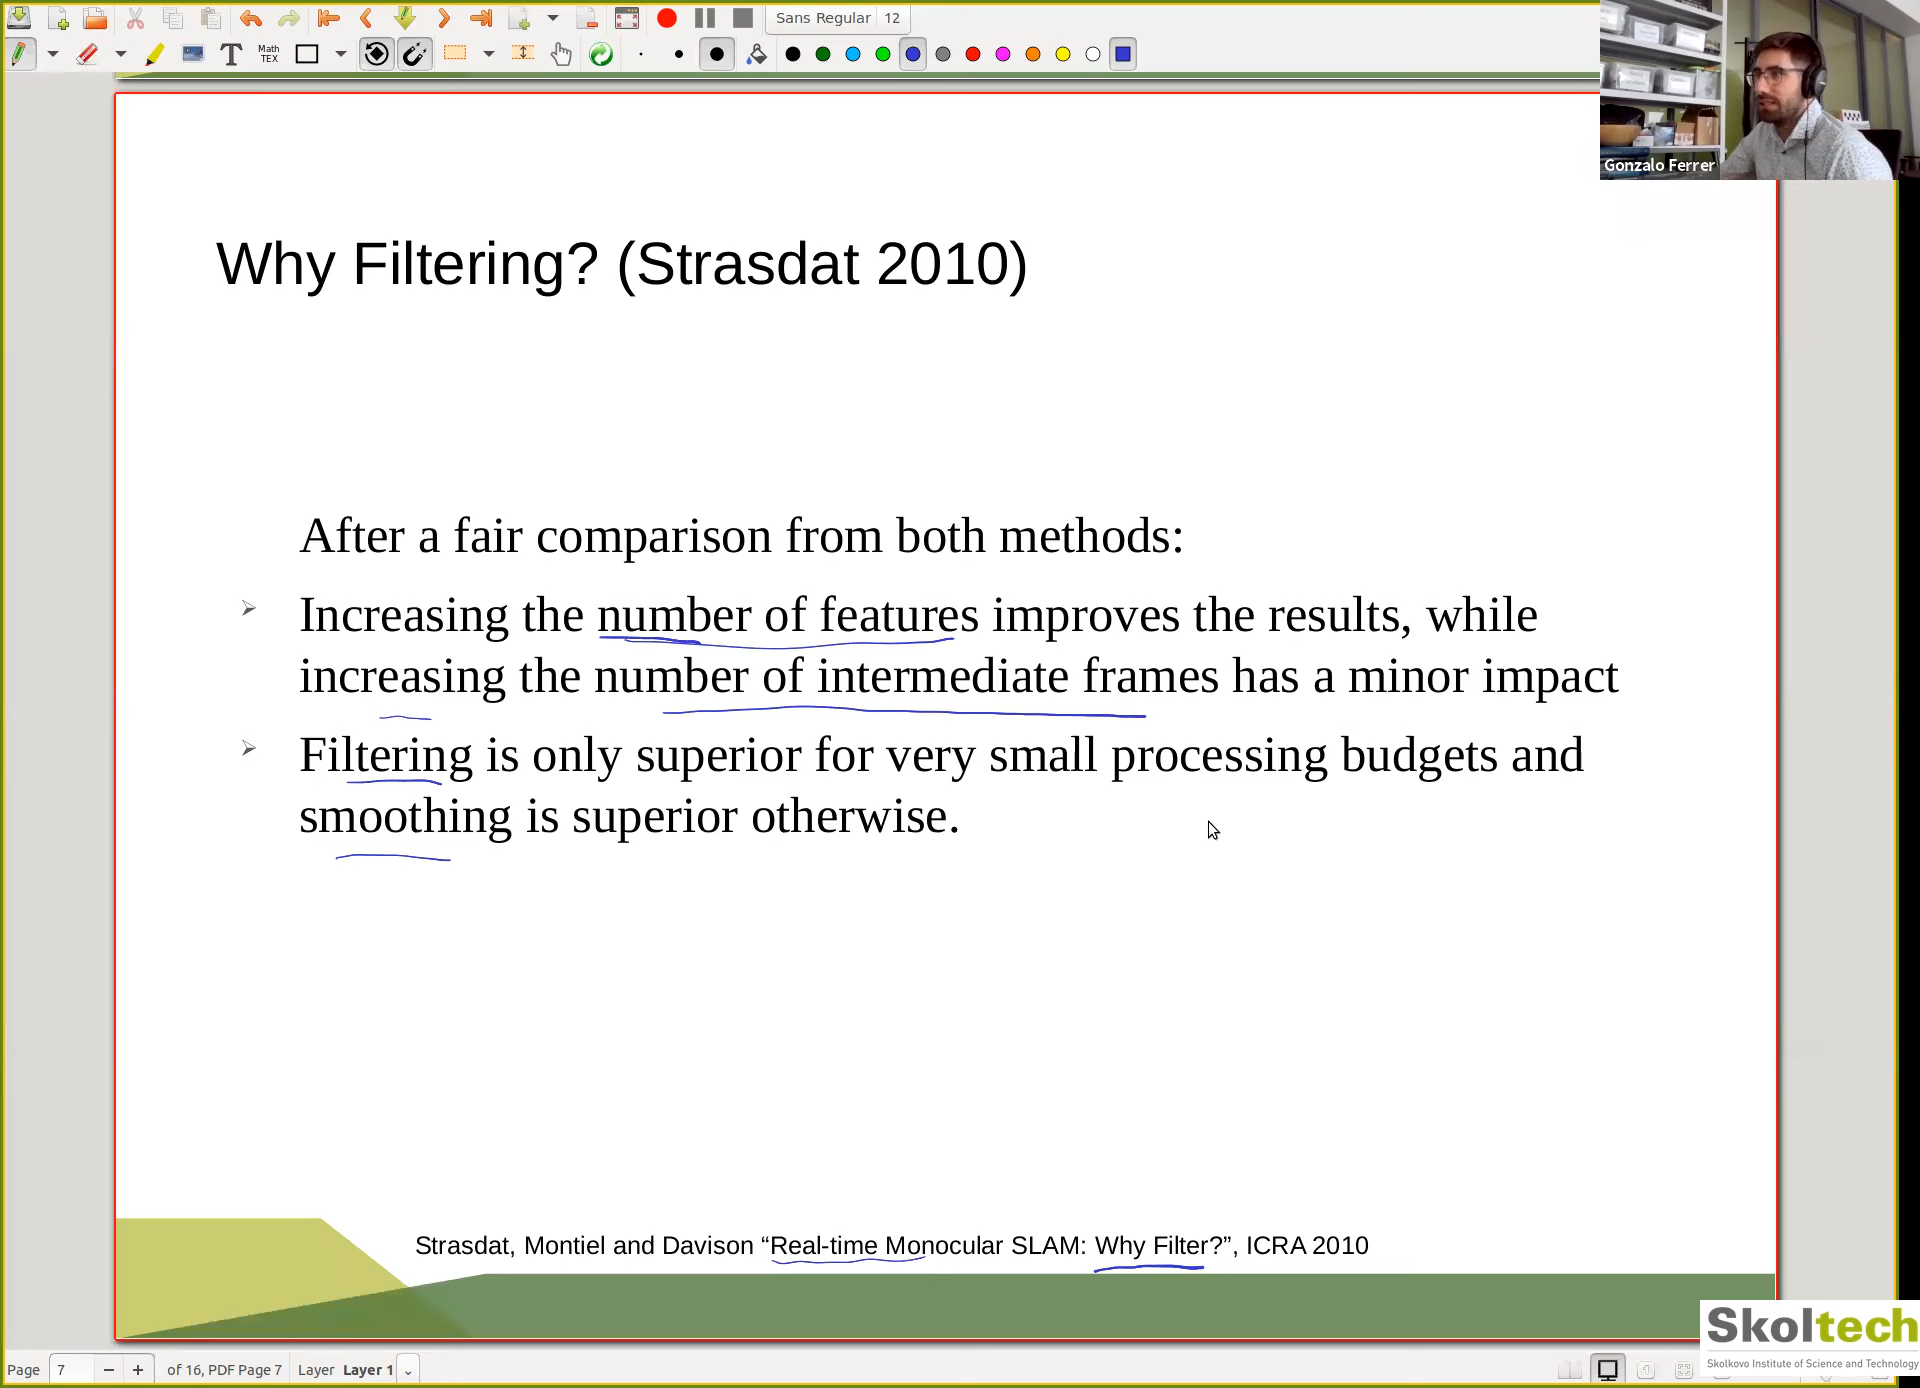 Sans Regular 12
Math
TEX
Gonzalo Ferrer
Why Filtering? (Strasdat 2010)
After a fair comparison from both methods:
➢ Increasing the number of features improves the results, while
increasing the number of intermediate frames has a minor impact
➢ Filtering is only superior for very small processing budgets and
smoothing is superior otherwise.
Strasdat, Montiel and Davison “Real-time Monocular SLAM: Why Filter?”, ICRA 2010
Skoltech
Skolkovo Institute of Science and Technology
Page 7 − + of 16, PDF Page 7 Layer Layer 1